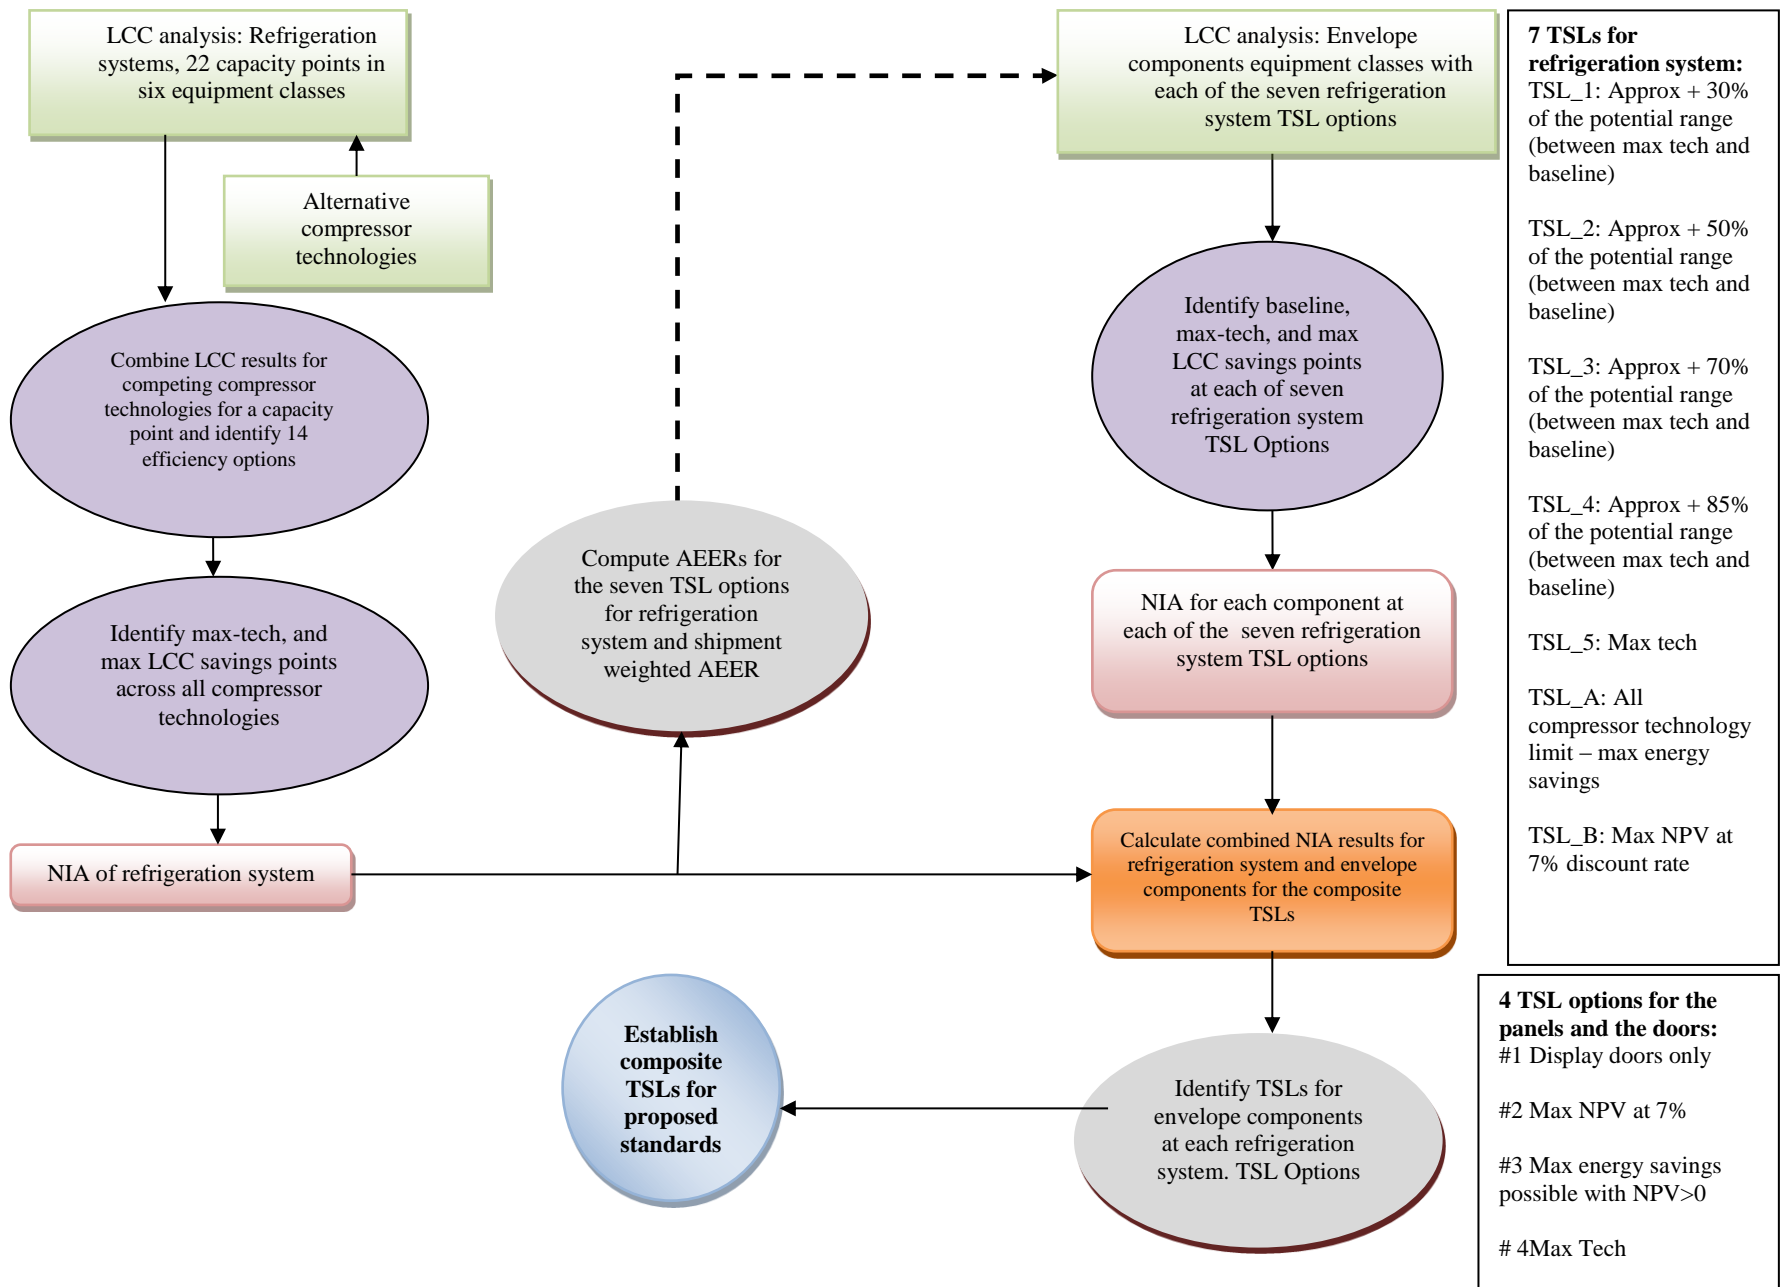 LCC analysis: Refrigeration
systems, 22 capacity points in
six equipment classes
Alternative
compressor
technologies
Combine LCC results for
competing compressor
technologies for a capacity
point and identify 14
efficiency options
Identify max-tech, and
max LCC savings points
across all compressor
technologies
NIA of refrigeration system
Compute AEERs for
the seven TSL options
for refrigeration
system and shipment
weighted AEER
LCC analysis: Envelope
components equipment classes with
each of the seven refrigeration
system TSL options
Identify baseline,
max-tech, and max
LCC savings points
at each of seven
refrigeration system
TSL Options
NIA for each component at
each of the seven refrigeration
system TSL options
Calculate combined NIA results for
refrigeration system and envelope
components for the composite
TSLs
Identify TSLs for
envelope components
at each refrigeration
system. TSL Options
Establish
composite
TSLs for
proposed
standards
7 TSLs for
refrigeration system:
TSL_1: Approx + 30%
of the potential range
(between max tech and
baseline)
TSL_2: Approx + 50%
of the potential range
(between max tech and
baseline)
TSL_3: Approx + 70%
of the potential range
(between max tech and
baseline)
TSL_4: Approx + 85%
of the potential range
(between max tech and
baseline)
TSL_5: Max tech
TSL_A: All
compressor technology
limit – max energy
savings
TSL_B: Max NPV at
7% discount rate
4 TSL options for the
panels and the doors:
#1 Display doors only
#2 Max NPV at 7%
#3 Max energy savings
possible with NPV>0
# 4Max Tech